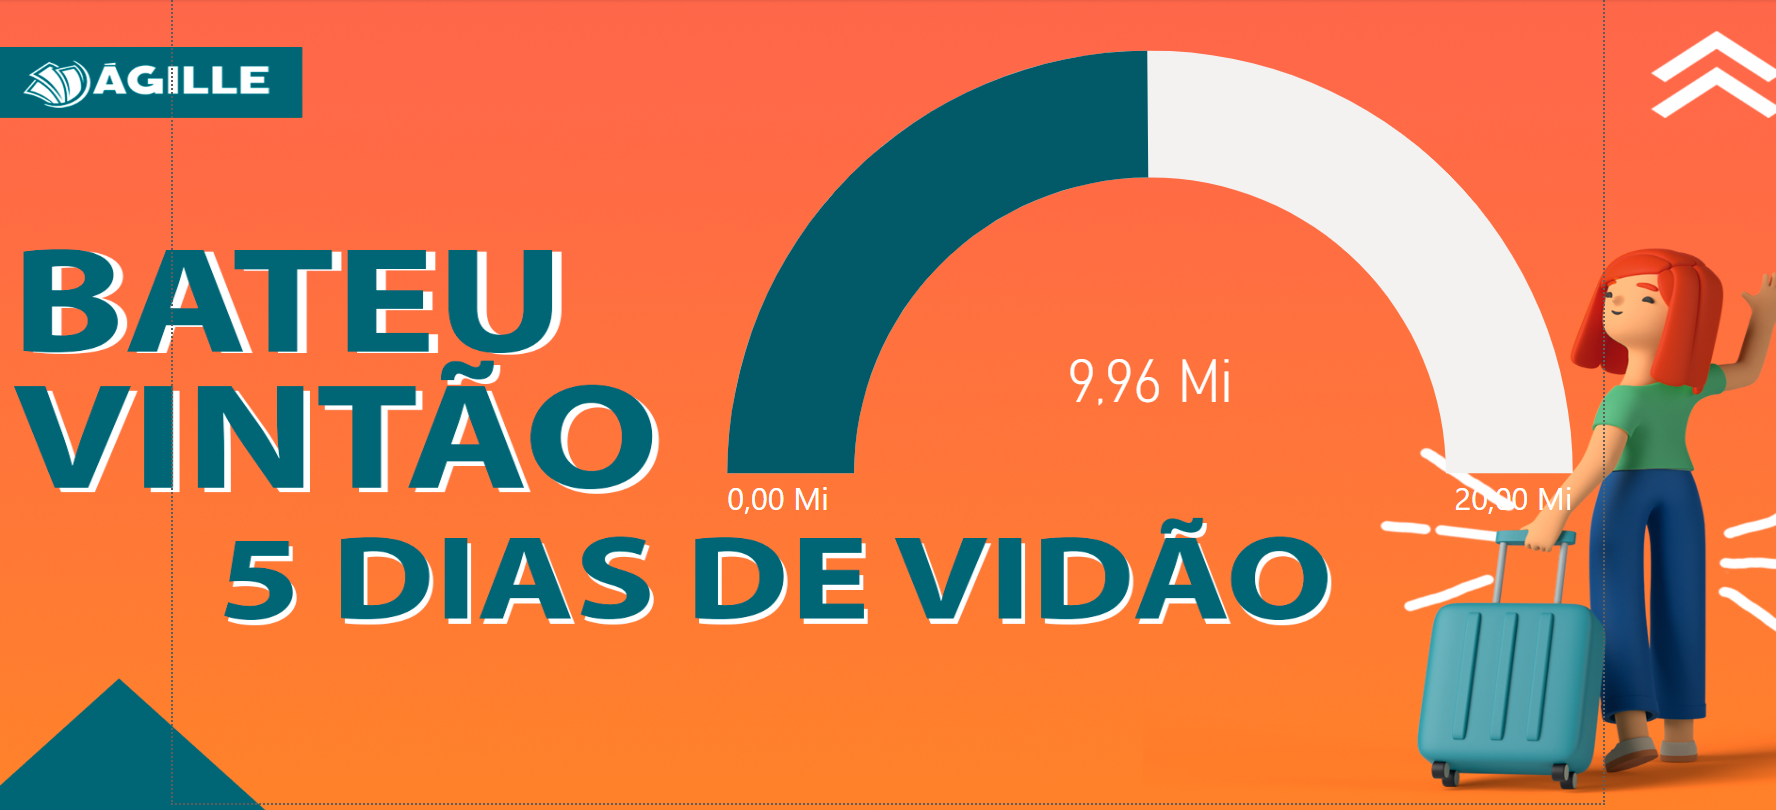 ÁGILLE
BATEU
VINTÃO
9,96 Mi
0,00 Mi
20,00 Mi
5 DIAS DE VIDÃO